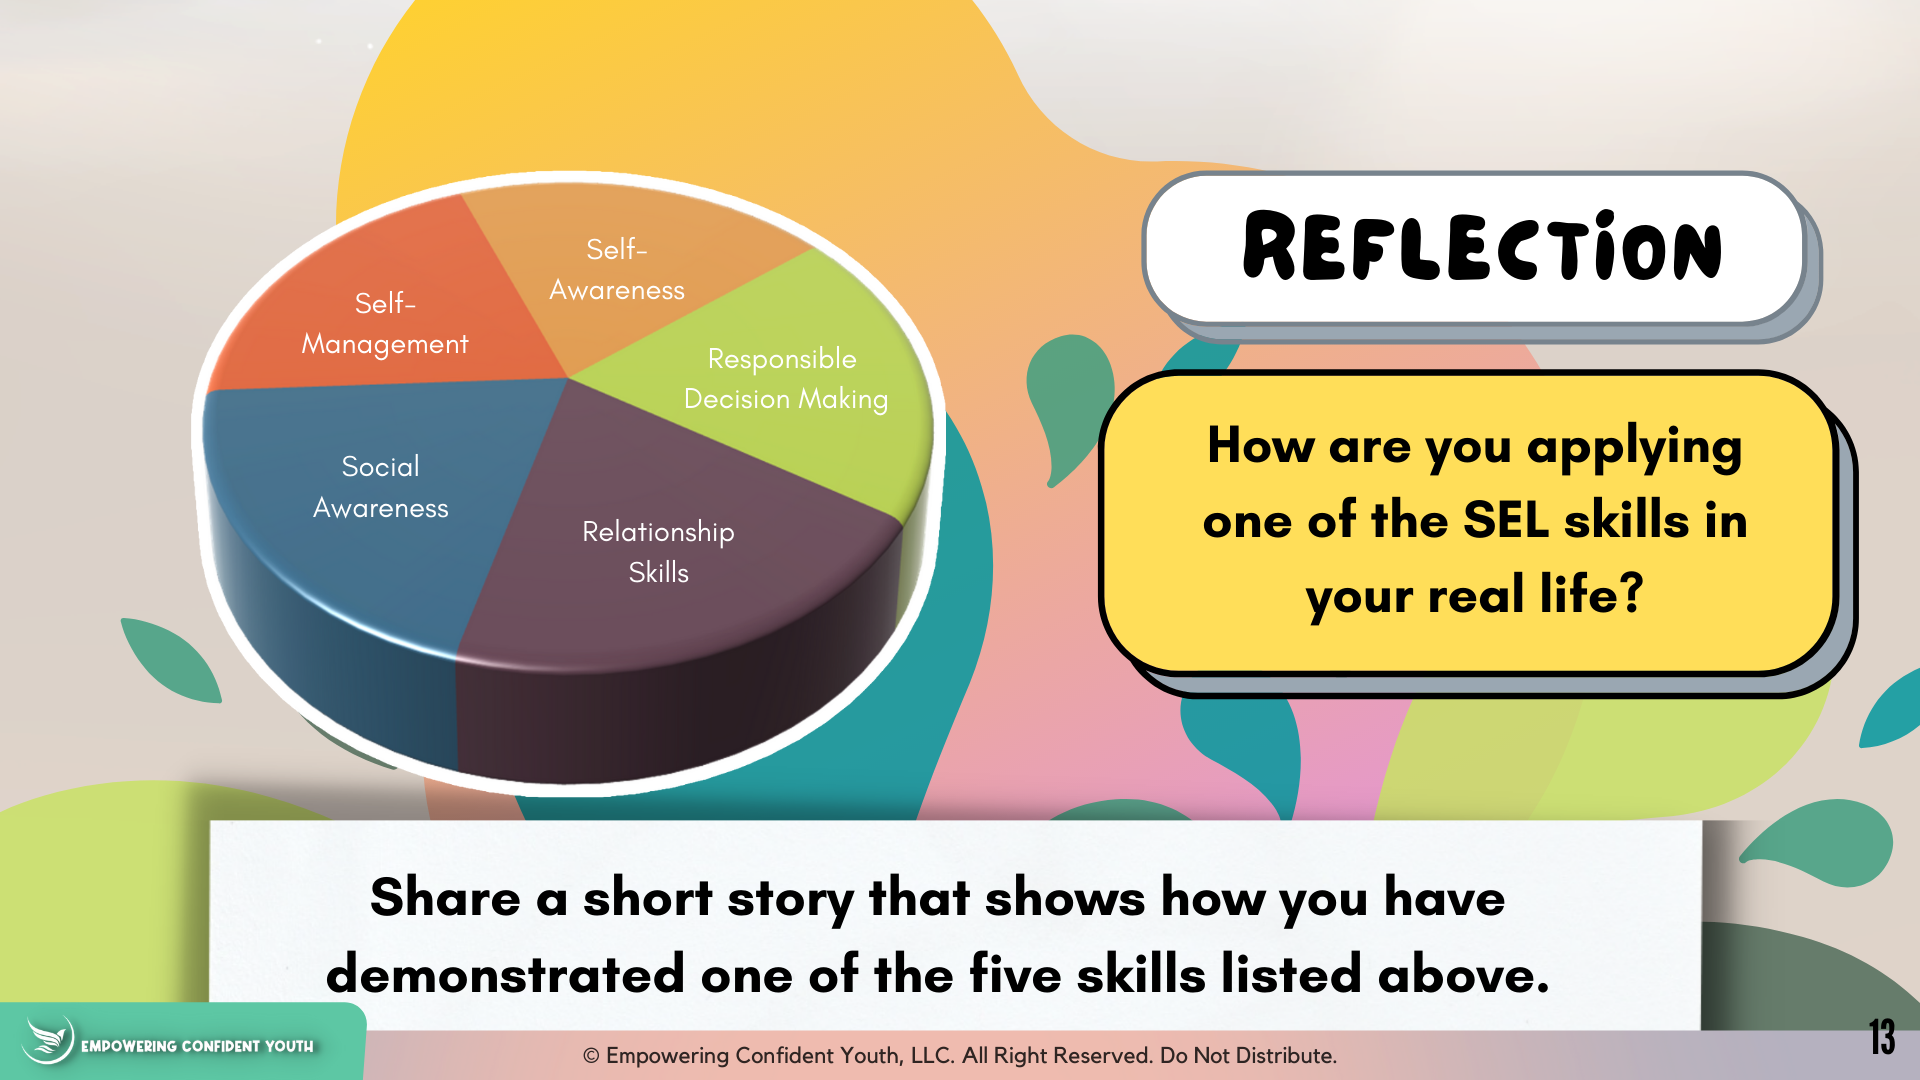 REFLECTiON
Self-
Awareness
Self-
Management
Responsible
Decision Making
Social
Awareness
Relationship
Skills
How are you applying
one of the SEL skills in
your real life?
Share a short story that shows how you have
demonstrated one of the five skills listed above.
EMPOWERING CONFIDENT YOUTH
© Empowering Confident Youth, LLC. All Right Reserved. Do Not Distribute.
13